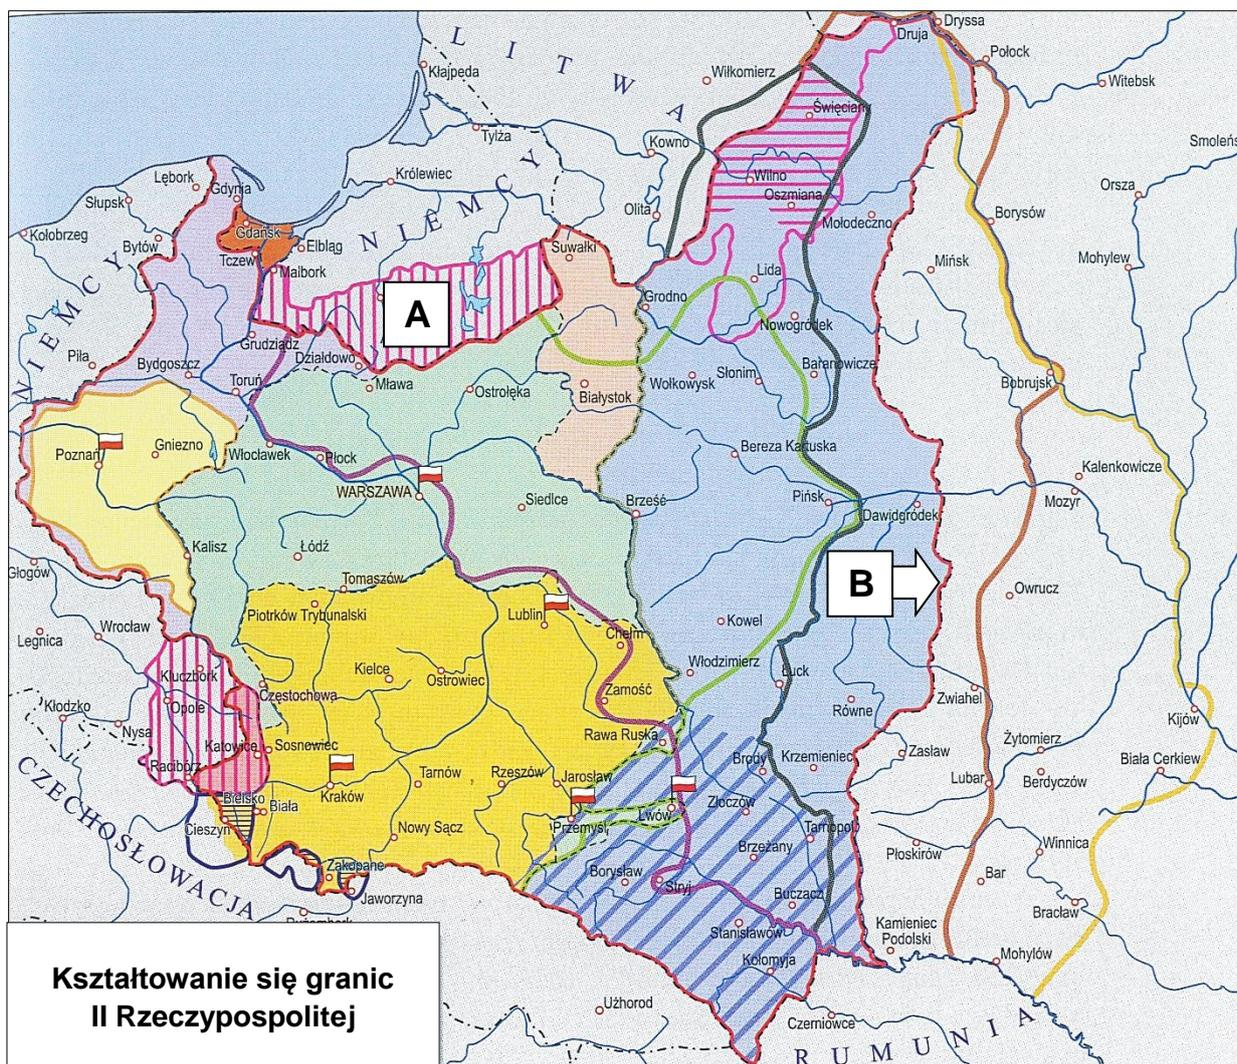 LITWA
NIEMCY
NIEMCY
CZECHOSŁOWACJA
RUMUNIA
Dryssa
Druja
Połock
Kłajpeda
Wiłkomierz
Witebsk
Święciany
Tylża
Kowno
Smoleńs
Lębork
Królewiec
Wilno
Gdynia
Słupsk
Oszmiana
Orsza
Olita
Mołodeczno
Borysów
Kołobrzeg
Gdańsk
Bytów
Elbląg
Suwałki
Tczew
Malbork
Lida
Mińsk
Mohylew
Grodno
A
Nowogródek
Grudziądz
Piła
Działdowo
Bydgoszcz
Baranowicze
Słonim
Wołkowysk
Bobrujsk
Toruń
Mława
Ostrołęka
Białystok
Gniezno
Poznań
Włocławek
Płock
Bereza Kartuska
Kalenkowicze
WARSZAWA
Siedlce
Brześć
Pińsk
Mozyr
Dawidgródek
Kalisz
Łódź
Głogów
Tomaszów
B
Owrucz
Piotrków Trybunalski
Lublin
Wrocław
Legnica
Chełm
Kowel
Kluczbork
Kielce
Ostrowiec
Włodzimierz
Łuck
Częstochowa
Zamość
Równe
Zwiahel
Kłodzko
Opole
Nysa
Kijów
Rawa Ruska
Katowice
Sosnowiec
Brody
Krzemieniec
Zasław
Żytomierz
Biała Cerkiew
Racibórz
Tarnów
Rzeszów
Jarosław
Lubar
Berdyczów
Bielsko
Biała
Kraków
Złoczów
Lwów
Cieszyn
Nowy Sącz
Przemyśl
Tarnopol
Brzeżany
Płoskirów
Winnica
Zakopane
Borysław
Stryj
Bar
Jaworzyna
Buczacz
Bracław
Stanisławów
Kamieniec
Podolski
Mohylów
Kołomyja
Użhorod
Czerniowce
Kształtowanie się granic
II Rzeczypospolitej